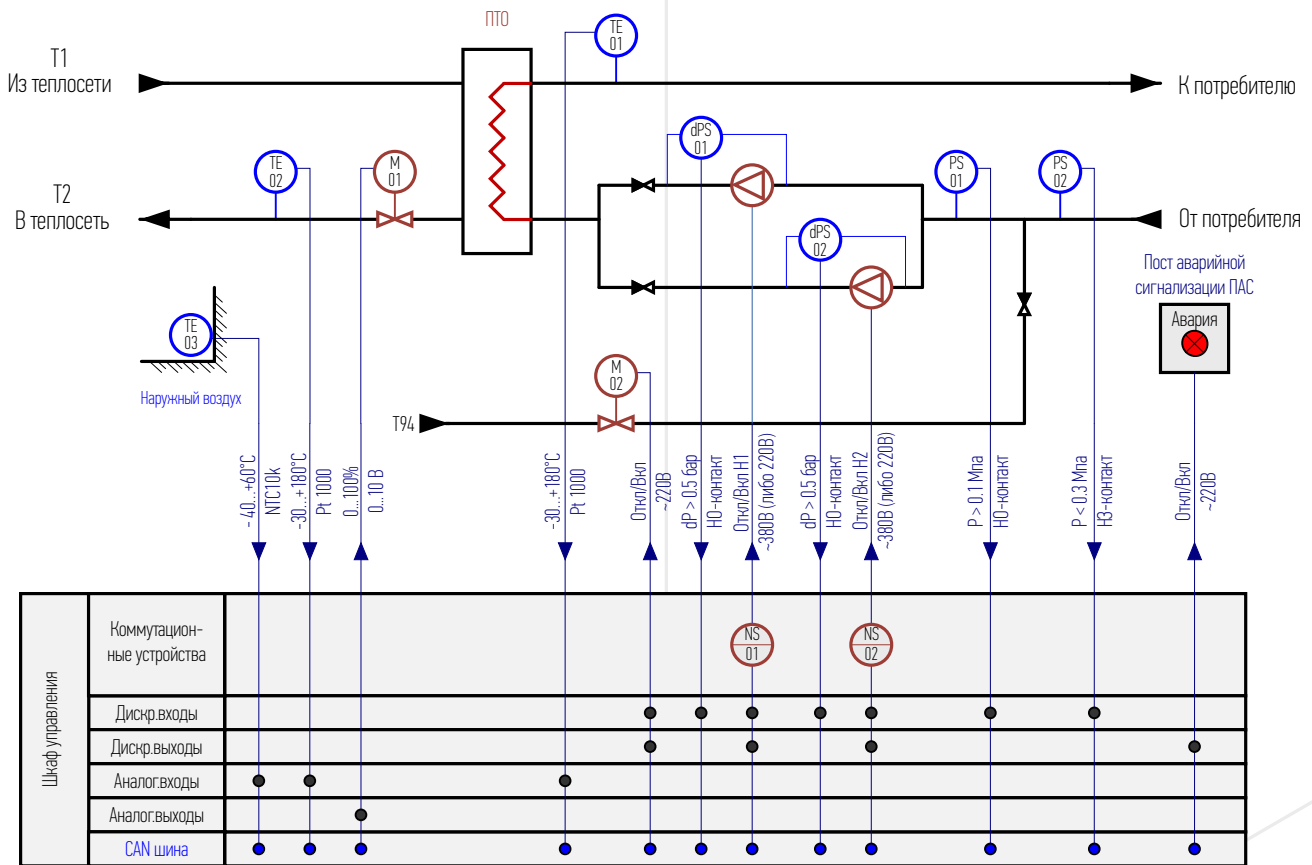 ПТО
TE
01
T1
Из теплосети
К потребителю
dPS
01
TE
02
M
01
PS
01
PS
02
T2
В теплосеть
От потребителя
dPS
02
Пост аварийной
сигнализации ПАС
Авария
TE
03
Наружный воздух
M
02
T94
- 40...+60°C
NTC10k
-30...+180°C
Pt 1000
0...100%
0...10 В
-30...+180°C
Pt 1000
Откл/Вкл
~220В
dP > 0.5 бар
НО-контакт
Откл/Вкл Н1
~380В (либо 220В)
dP > 0.5 бар
НО-контакт
Откл/Вкл Н2
~380В (либо 220В)
P > 0.1 Мпа
НО-контакт
P < 0.3 Мпа
НЗ-контакт
Откл/Вкл
~220В
Шкаф управления
Коммутацион-
ные устройства
NS
01
NS
02
Дискр.входы
Дискр.выходы
Аналог.входы
Аналог.выходы
CAN шина